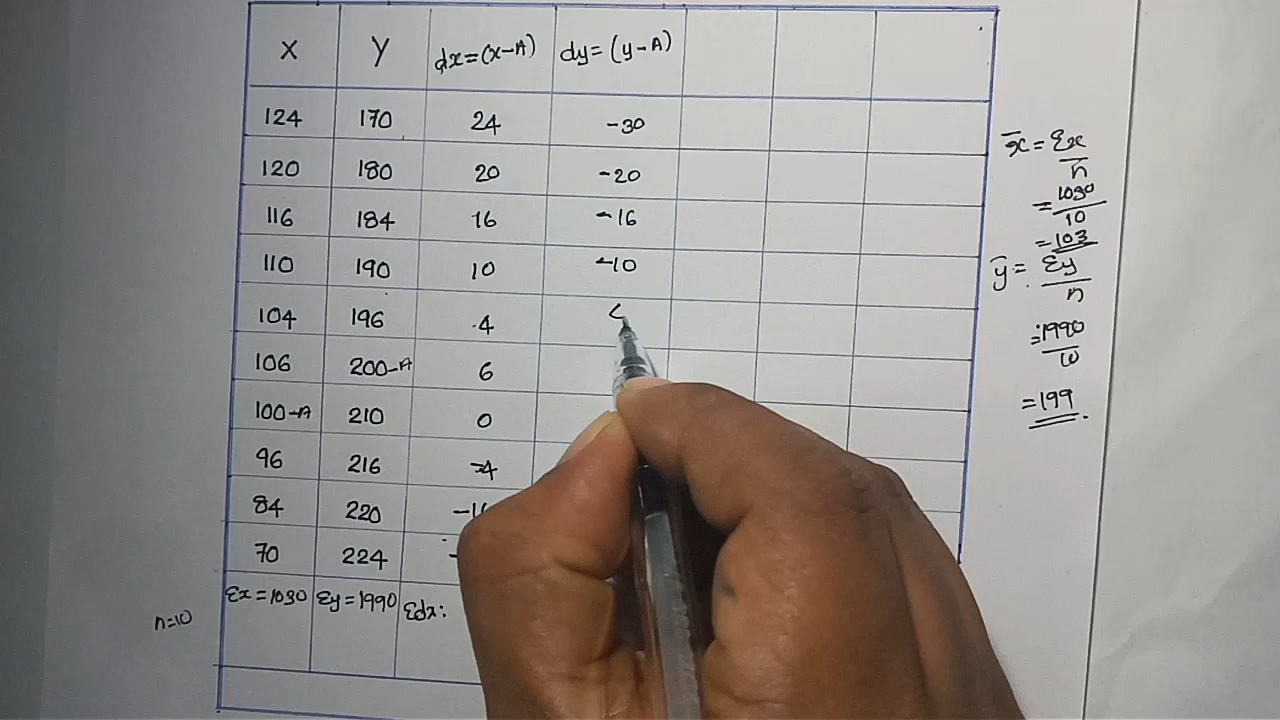 X Y dx=(x-A) dy=(y-A)
124 170 24 -30
120 180 20 -20
116 184 16 -16
110 190 10 -10
104 196 4
106 200-A 6
100-A 210 0
96 216 -4
84 220
70 224
Σx=1030 Σy=1990 Σdx:
n=10
x̄ = Σx
n
= 1030
10
= 103
ȳ = Σy
n
= 1990
10
= 199